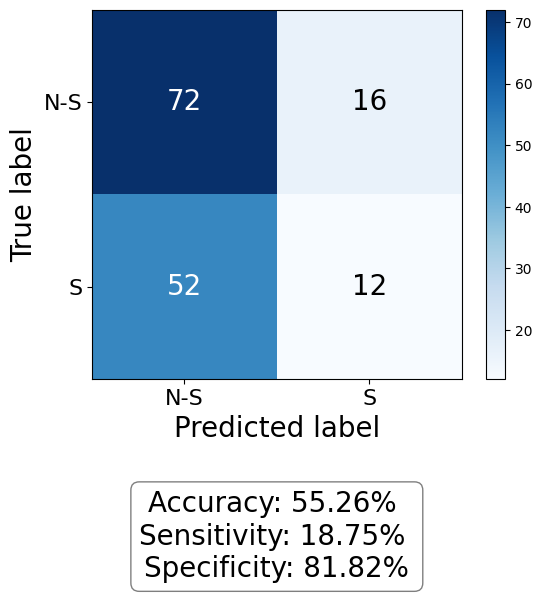 70
N-S
72
16
60
50
True label
40
S
52
12
30
20
N-S
S
Predicted label
Accuracy: 55.26%
Sensitivity: 18.75%
Specificity: 81.82%